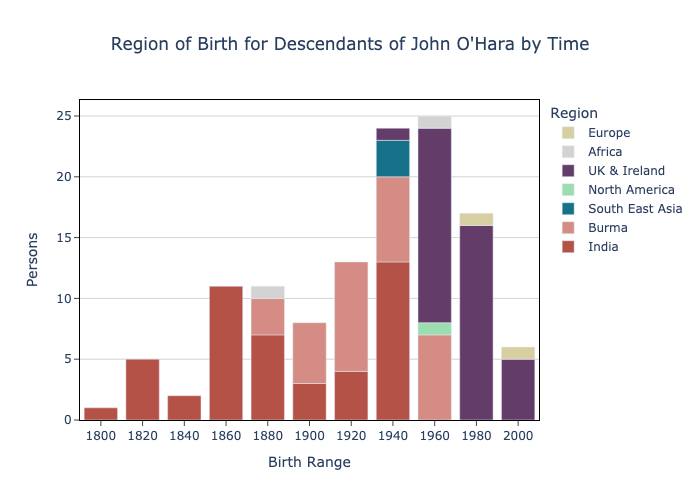 Region of Birth for Descendants of John O'Hara by Time
Region
Europe
Africa
UK & Ireland
North America
South East Asia
Burma
India
Persons
25
20
15
10
5
0
1800 1820 1840 1860 1880 1900 1920 1940 1960 1980 2000
Birth Range